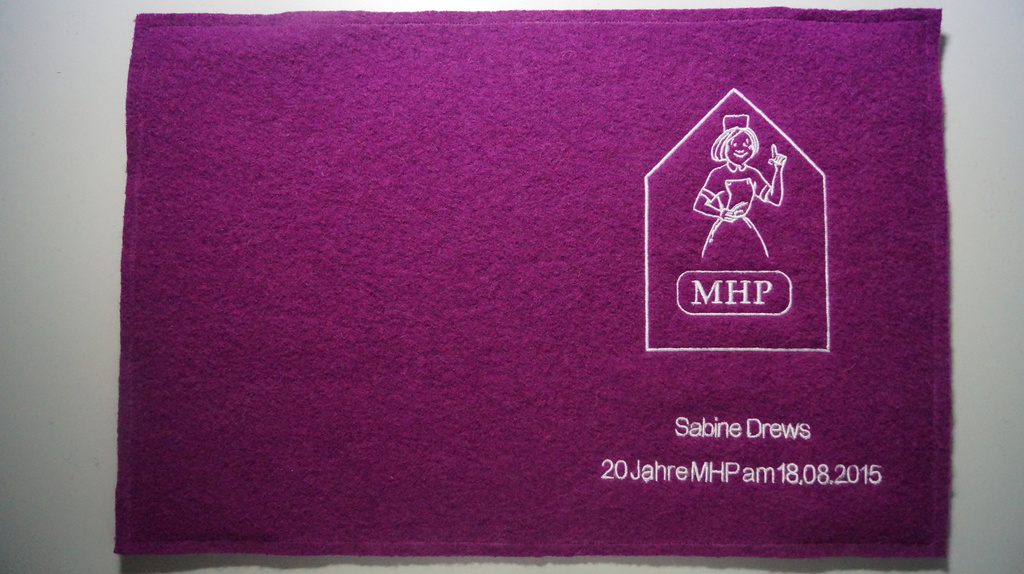 MHP
Sabine Drews
20 Jahre MHP am 18.08.2015